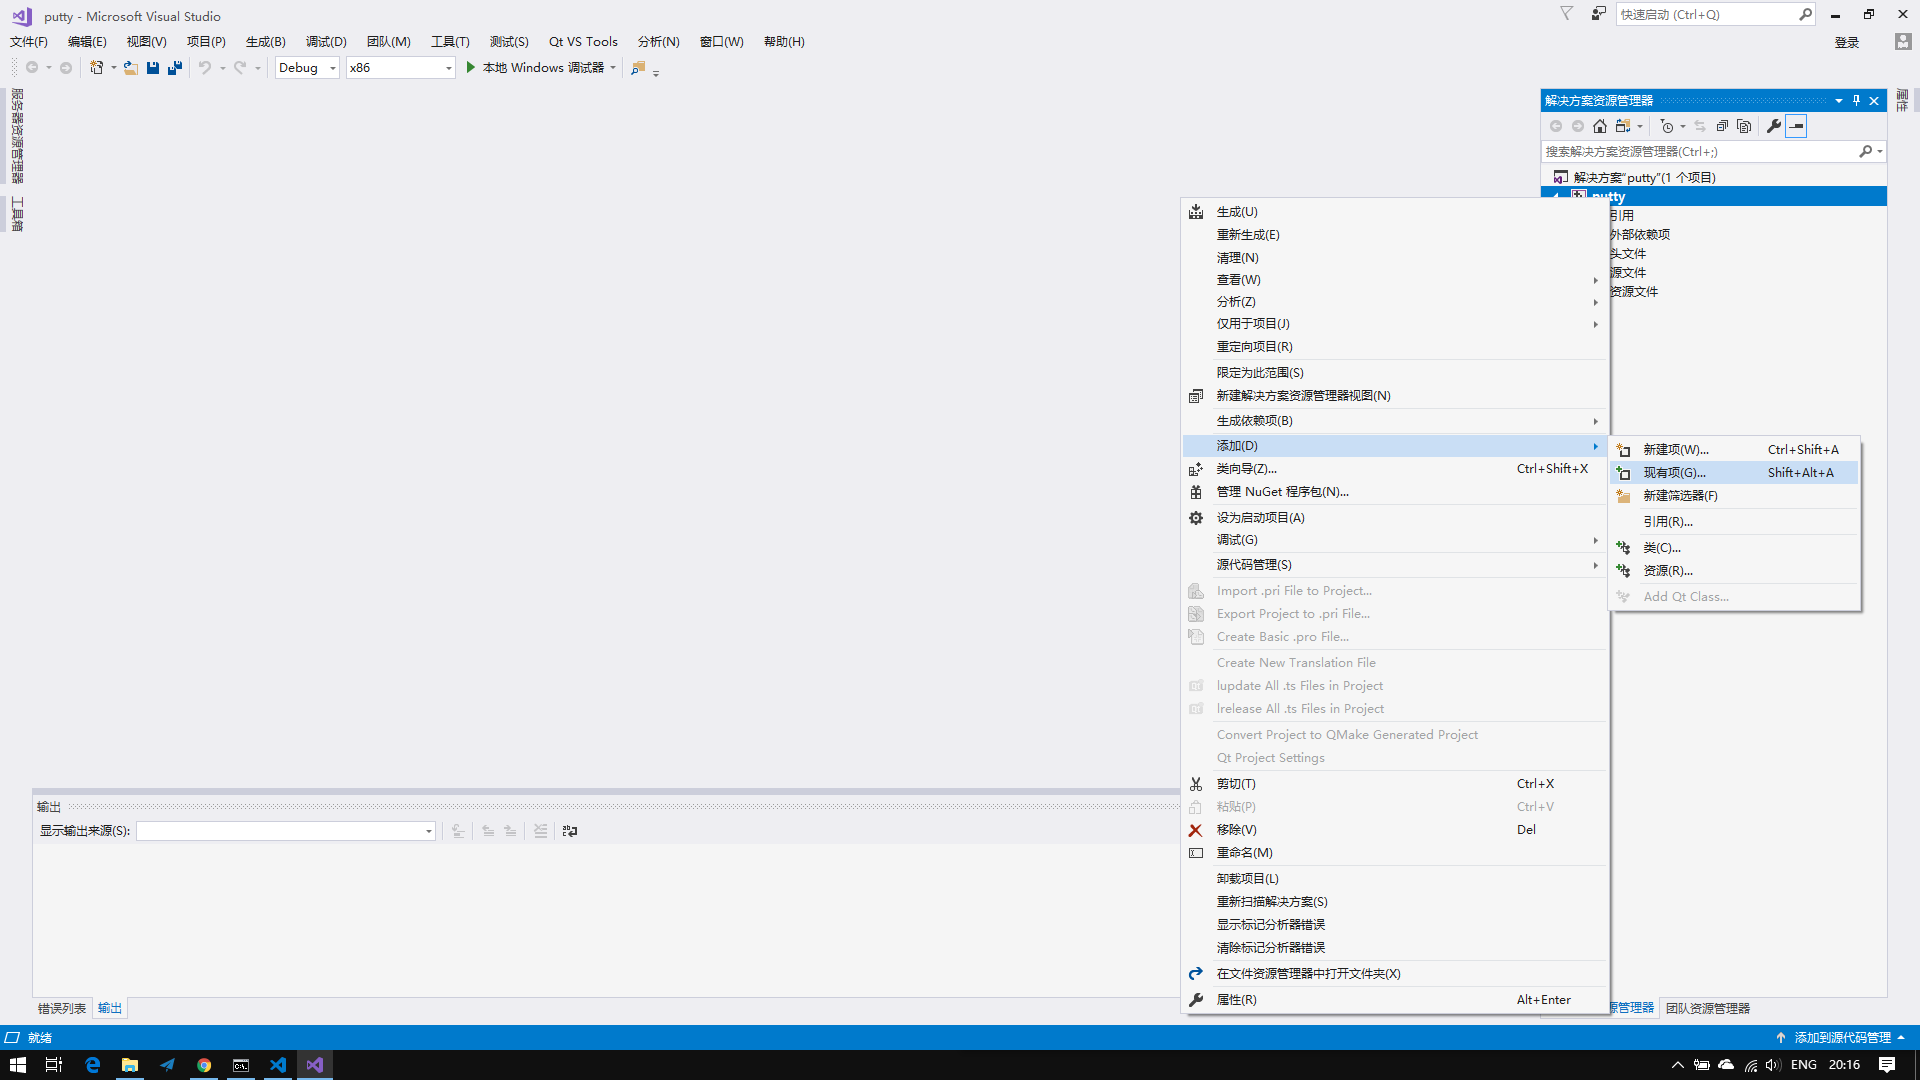 putty - Microsoft Visual Studio
快速启动 (Ctrl+Q)
文件(F) 编辑(E) 视图(V) 项目(P) 生成(B) 调试(D) 团队(M) 工具(T) 测试(S) Qt VS Tools 分析(N) 窗口(W) 帮助(H)
登录
Debug x86 本地 Windows 调试器
服务器资源管理器
工具箱
解决方案资源管理器
属性
搜索解决方案资源管理器(Ctrl+;)
解决方案"putty"(1 个项目)
putty
引用
外部依赖项
头文件
源文件
资源文件
生成(U)
重新生成(E)
清理(N)
查看(W)
分析(Z)
仅用于项目(J)
重定向项目(R)
限定为此范围(S)
新建解决方案资源管理器视图(N)
生成依赖项(B)
添加(D)
类向导(Z)... Ctrl+Shift+X
管理 NuGet 程序包(N)...
设为启动项目(A)
调试(G)
源代码管理(S)
Import .pri File to Project...
Export Project to .pri File...
Create Basic .pro File...
Create New Translation File
lupdate All .ts Files in Project
lrelease All .ts Files in Project
Convert Project to QMake Generated Project
Qt Project Settings
剪切(T) Ctrl+X
粘贴(P) Ctrl+V
移除(V) Del
重命名(M)
卸载项目(L)
重新扫描解决方案(S)
显示标记分析器错误
清除标记分析器错误
在文件资源管理器中打开文件夹(X)
属性(R) Alt+Enter
新建项(W)... Ctrl+Shift+A
现有项(G)... Shift+Alt+A
新建筛选器(F)
引用(R)...
类(C)...
资源(R)...
Add Qt Class...
输出
显示输出来源(S):
错误列表 输出
源管理器 团队资源管理器
就绪
添加到源代码管理
ENG 20:16